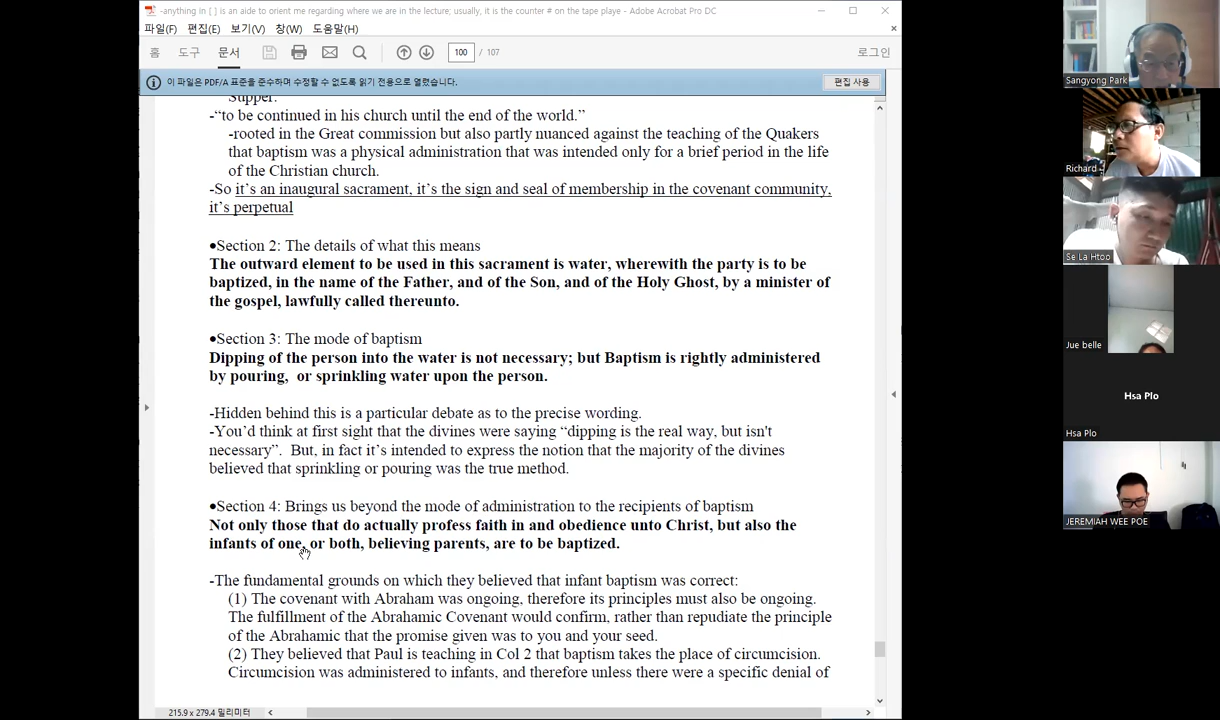 -anything in [ ] is an aide to orient me regarding where we are in the lecture; usually, it is the counter # on the tape playe - Adobe Acrobat Pro DC
파일(F) 편집(E) 보기(V) 창(W) 도움말(H)
홈 도구 문서 100 / 107 로그인
이 파일은 PDF/A 표준을 준수하며 수정할 수 없도록 읽기 전용으로 열렸습니다. 편집 사용
Supper.
-“to be continued in his church until the end of the world.”
-rooted in the Great commission but also partly nuanced against the teaching of the Quakers
that baptism was a physical administration that was intended only for a brief period in the life
of the Christian church.
-So it’s an inaugural sacrament, it’s the sign and seal of membership in the covenant community,
it’s perpetual
•Section 2: The details of what this means
The outward element to be used in this sacrament is water, wherewith the party is to be
baptized, in the name of the Father, and of the Son, and of the Holy Ghost, by a minister of
the gospel, lawfully called thereunto.
•Section 3: The mode of baptism
Dipping of the person into the water is not necessary; but Baptism is rightly administered
by pouring, or sprinkling water upon the person.
-Hidden behind this is a particular debate as to the precise wording.
-You’d think at first sight that the divines were saying “dipping is the real way, but isn't
necessary”. But, in fact it’s intended to express the notion that the majority of the divines
believed that sprinkling or pouring was the true method.
•Section 4: Brings us beyond the mode of administration to the recipients of baptism
Not only those that do actually profess faith in and obedience unto Christ, but also the
infants of one, or both, believing parents, are to be baptized.
-The fundamental grounds on which they believed that infant baptism was correct:
(1) The covenant with Abraham was ongoing, therefore its principles must also be ongoing.
The fulfillment of the Abrahamic Covenant would confirm, rather than repudiate the principle
of the Abrahamic that the promise given was to you and your seed.
(2) They believed that Paul is teaching in Col 2 that baptism takes the place of circumcision.
Circumcision was administered to infants, and therefore unless there were a specific denial of
215.9 x 279.4 밀리미터
Sangyong Park
Richard
Se La Htoo
Jue belle
Hsa Plo
Hsa Plo
JEREMIAH WEE POE